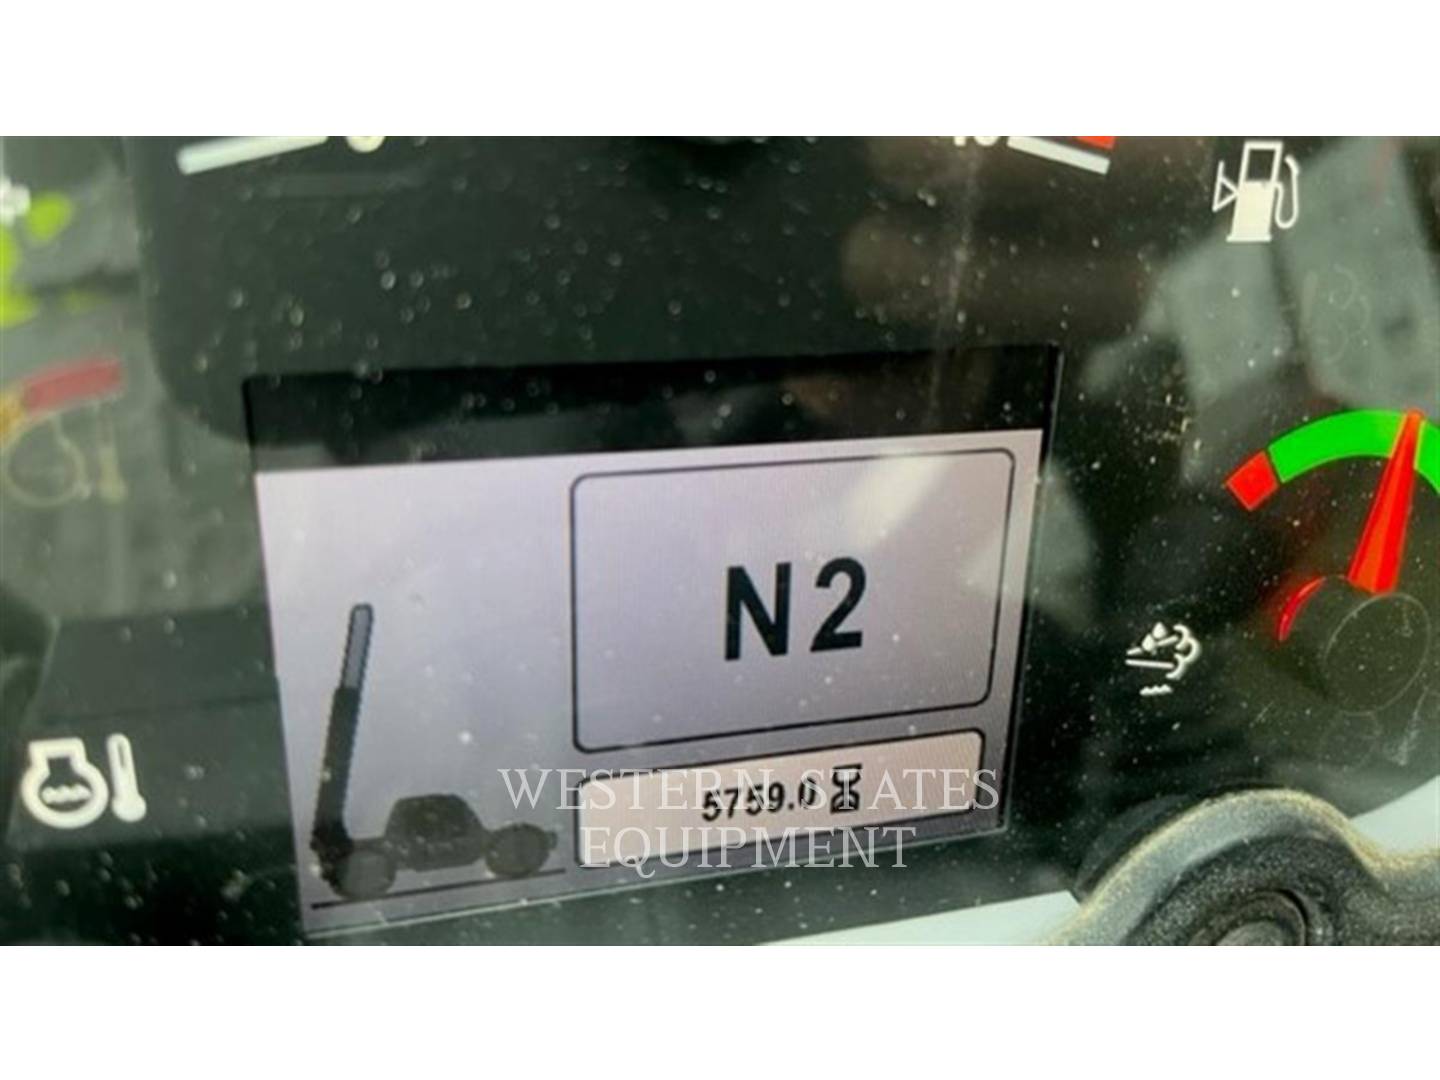 N2
5759.0
WESTERN STATES
EQUIPMENT